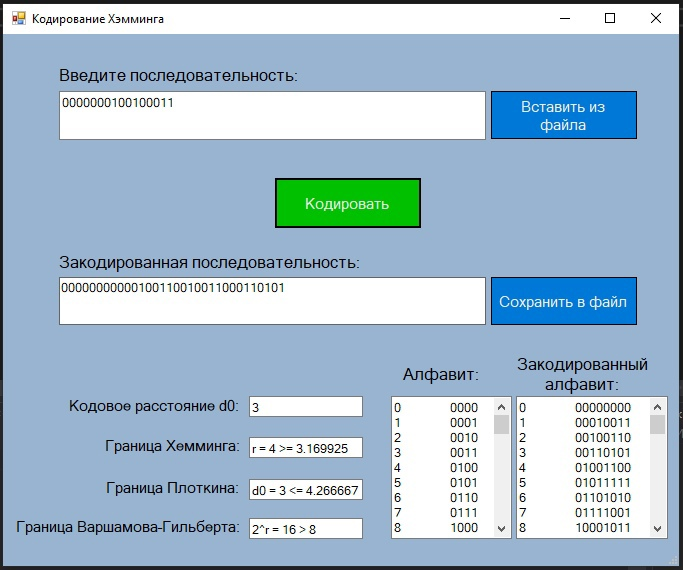 Кодирование Хэмминга
Введите последовательность:
0000000100100011
Вставить из
файла
Кодировать
Закодированная последовательность:
00000000000100110010011000110101
Сохранить в файл
Кодовое расстояние d0:
3
Граница Хемминга:
r = 4 >= 3.169925
Граница Плоткина:
d0 = 3 <= 4.266667
Граница Варшамова-Гильберта:
2^r = 16 > 8
Алфавит:
0 0000
1 0001
2 0010
3 0011
4 0100
5 0101
6 0110
7 0111
8 1000
Закодированный
алфавит:
0 00000000
1 00010011
2 00100110
3 00110101
4 01001100
5 01011111
6 01101010
7 01111001
8 10001011